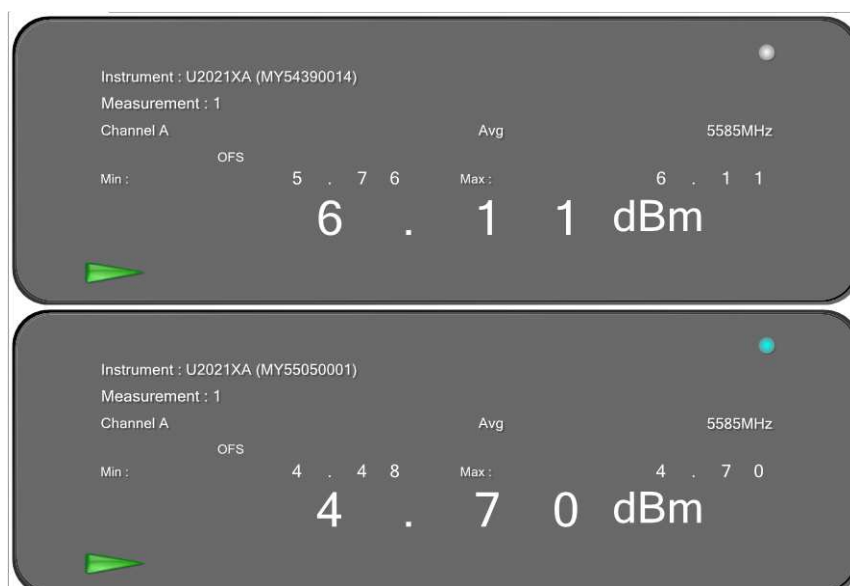 Instrument : U2021XA (MY54390014)
Measurement : 1
Channel A Avg 5585MHz
OFS
Min : 5 . 7 6 Max : 6 . 1 1
6 . 1 1 dBm
Instrument : U2021XA (MY55050001)
Measurement : 1
Channel A Avg 5585MHz
OFS
Min : 4 . 4 8 Max : 4 . 7 0
4 . 7 0 dBm